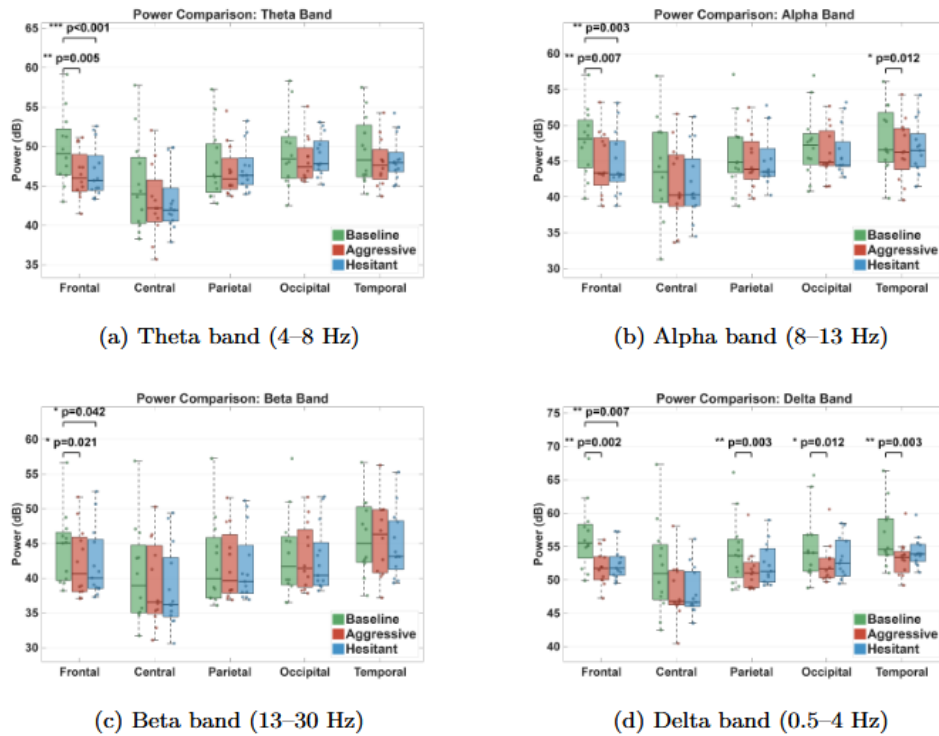 Power Comparison: Theta Band
*** p<0.001
** p=0.005
65
60
55
50
45
40
35
Power (dB)
Baseline
Aggressive
Hesitant
Frontal Central Parietal Occipital Temporal
(a) Theta band (4–8 Hz)
Power Comparison: Alpha Band
** p=0.003
** p=0.007
* p=0.012
60
55
50
45
40
35
30
Power (dB)
Baseline
Aggressive
Hesitant
Frontal Central Parietal Occipital Temporal
(b) Alpha band (8–13 Hz)
Power Comparison: Beta Band
* p=0.042
* p=0.021
60
55
50
45
40
35
30
Power (dB)
Baseline
Aggressive
Hesitant
Frontal Central Parietal Occipital Temporal
(c) Beta band (13–30 Hz)
Power Comparison: Delta Band
** p=0.007
** p=0.002
** p=0.003
* p=0.012
** p=0.003
75
70
65
60
55
50
45
40
Power (dB)
Baseline
Aggressive
Hesitant
Frontal Central Parietal Occipital Temporal
(d) Delta band (0.5–4 Hz)